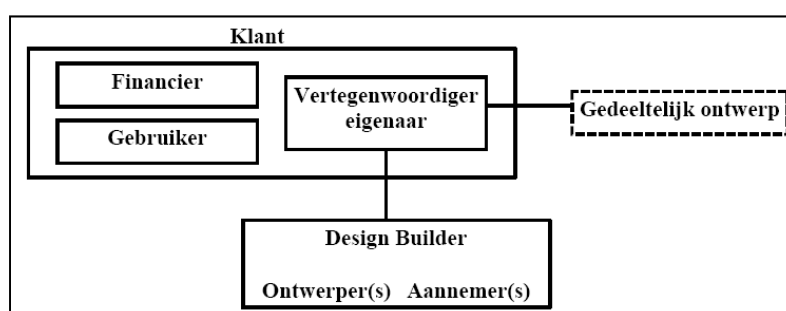 Klant
Financier
Gebruiker
Vertegenwoordiger
eigenaar
Gedeeltelijk ontwerp
Design Builder
Ontwerper(s) Aannemer(s)